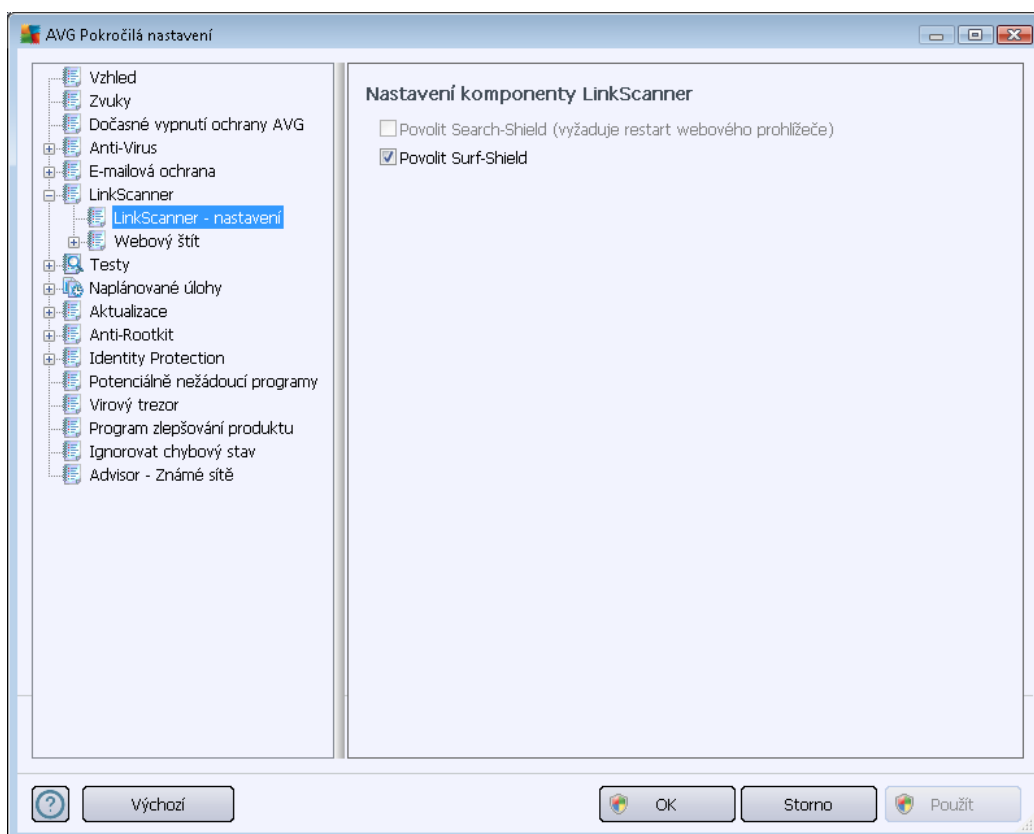 AVG Pokročilá nastavení
Vzhled
Zvuky
Dočasné vypnutí ochrany AVG
Anti-Virus
E-mailová ochrana
LinkScanner
LinkScanner - nastavení
Webový štít
Testy
Naplánované úlohy
Aktualizace
Anti-Rootkit
Identity Protection
Potenciálně nežádoucí programy
Virový trezor
Program zlepšování produktu
Ignorovat chybový stav
Advisor - Známé sítě
Nastavení komponenty LinkScanner
Povolit Search-Shield (vyžaduje restart webového prohlížeče)
Povolit Surf-Shield
Výchozí
OK
Storno
Použít